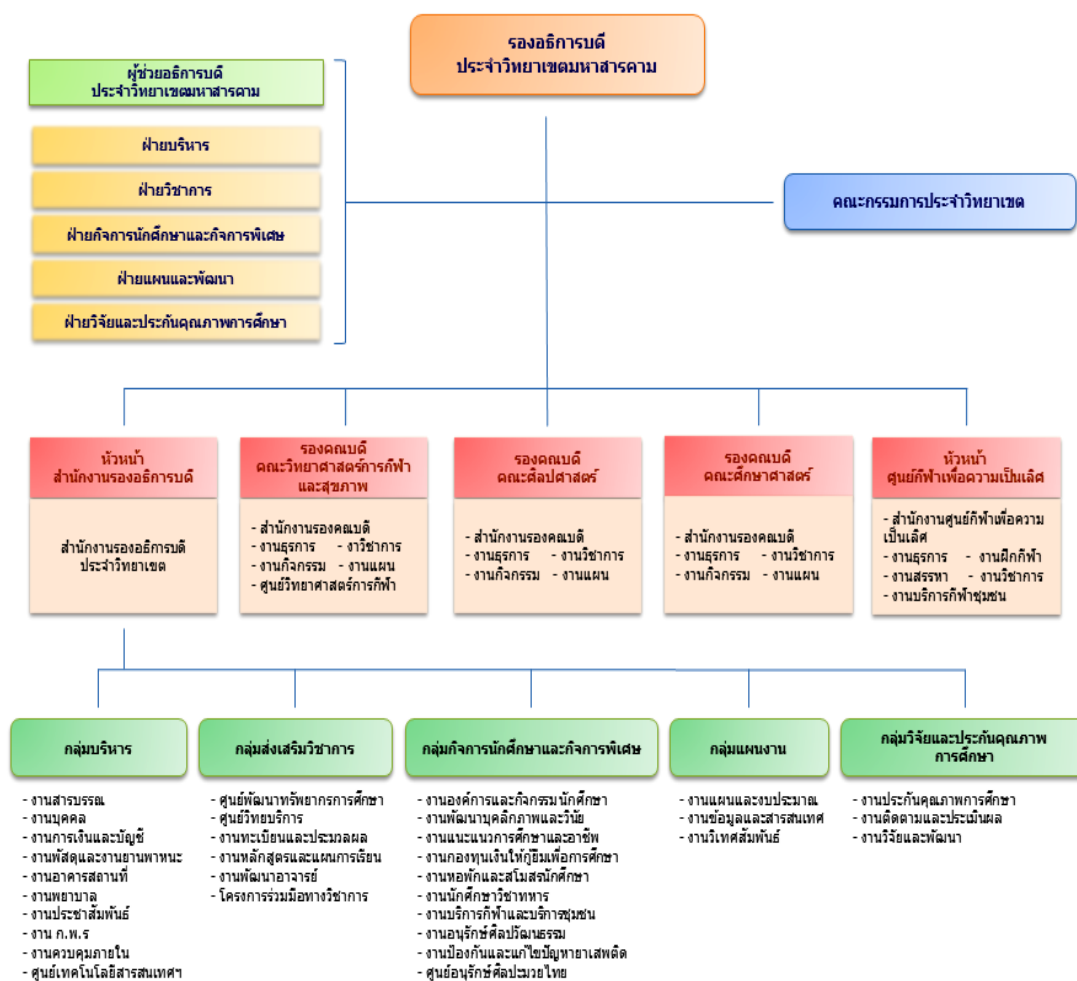 รองอธิการบดี
ประจำวิทยาเขตมหาสารคาม
ผู้ช่วยอธิการบดี
ประจำวิทยาเขตมหาสารคาม
ฝ่ายบริหาร
ฝ่ายวิชาการ
ฝ่ายกิจการนักศึกษาและกิจการพิเศษ
ฝ่ายแผนและพัฒนา
ฝ่ายวิจัยและประกันคุณภาพการศึกษา
คณะกรรมการประจำวิทยาเขต
หัวหน้า
สำนักงานรองอธิการบดี
สำนักงานรองอธิการบดี
ประจำวิทยาเขต
รองคณบดี
คณะวิทยาศาสตร์การกีฬา
และสุขภาพ
- สำนักงานรองคณบดี
- งานธุรการ - งาวิชาการ
- งานกิจกรรม - งานแผน
- ศูนย์วิทยาศาสตร์การกีฬา
รองคณบดี
คณะศิลปศาสตร์
- สำนักงานรองคณบดี
- งานธุรการ - งานวิชาการ
- งานกิจกรรม - งานแผน
รองคณบดี
คณะศึกษาศาสตร์
- สำนักงานรองคณบดี
- งานธุรการ - งานวิชาการ
- งานกิจกรรม - งานแผน
หัวหน้า
ศูนย์กีฬาเพื่อความเป็นเลิศ
- สำนักงานศูนย์กีฬาเพื่อความ
เป็นเลิศ
- งานธุรการ - งานฝึกกีฬา
- งานสรรหา - งานวิชาการ
- งานบริการกีฬาชุมชน
กลุ่มบริหาร
- งานสารบรรณ
- งานบุคคล
- งานการเงินและบัญชี
- งานพัสดุและงานยานพาหนะ
- งานอาคารสถานที่
- งานพยาบาล
- งานประชาสัมพันธ์
- งาน ก.พ.ร
- งานควบคุมภายใน
- ศูนย์เทคโนโลยีสารสนเทศฯ
กลุ่มส่งเสริมวิชาการ
- ศูนย์พัฒนาทรัพยากรการศึกษา
- ศูนย์วิทยบริการ
- งานทะเบียนและประมวลผล
- งานหลักสูตรและแผนการเรียน
- งานพัฒนาอาจารย์
- โครงการร่วมมือทางวิชาการ
กลุ่มกิจการนักศึกษาและกิจการพิเศษ
- งานองค์การและกิจกรรมนักศึกษา
- งานพัฒนาบุคลิกภาพและวินัย
- งานแนะแนวการศึกษาและอาชีพ
- งานกองทุนเงินให้กู้ยืมเพื่อการศึกษา
- งานหอพักและสโมสรนักศึกษา
- งานนักศึกษาวิชาทหาร
- งานบริการกีฬาและบริการชุมชน
- งานอนุรักษ์ศิลปวัฒนธรรม
- งานป้องกันและแก้ไขปัญหายาเสพติด
- ศูนย์อนุรักษ์ศิลปะมวยไทย
กลุ่มแผนงาน
- งานแผนและงบประมาณ
- งานข้อมูลและสารสนเทศ
- งานวิเทศสัมพันธ์
กลุ่มวิจัยและประกันคุณภาพ
การศึกษา
- งานประกันคุณภาพการศึกษา
- งานติดตามและประเมินผล
- งานวิจัยและพัฒนา